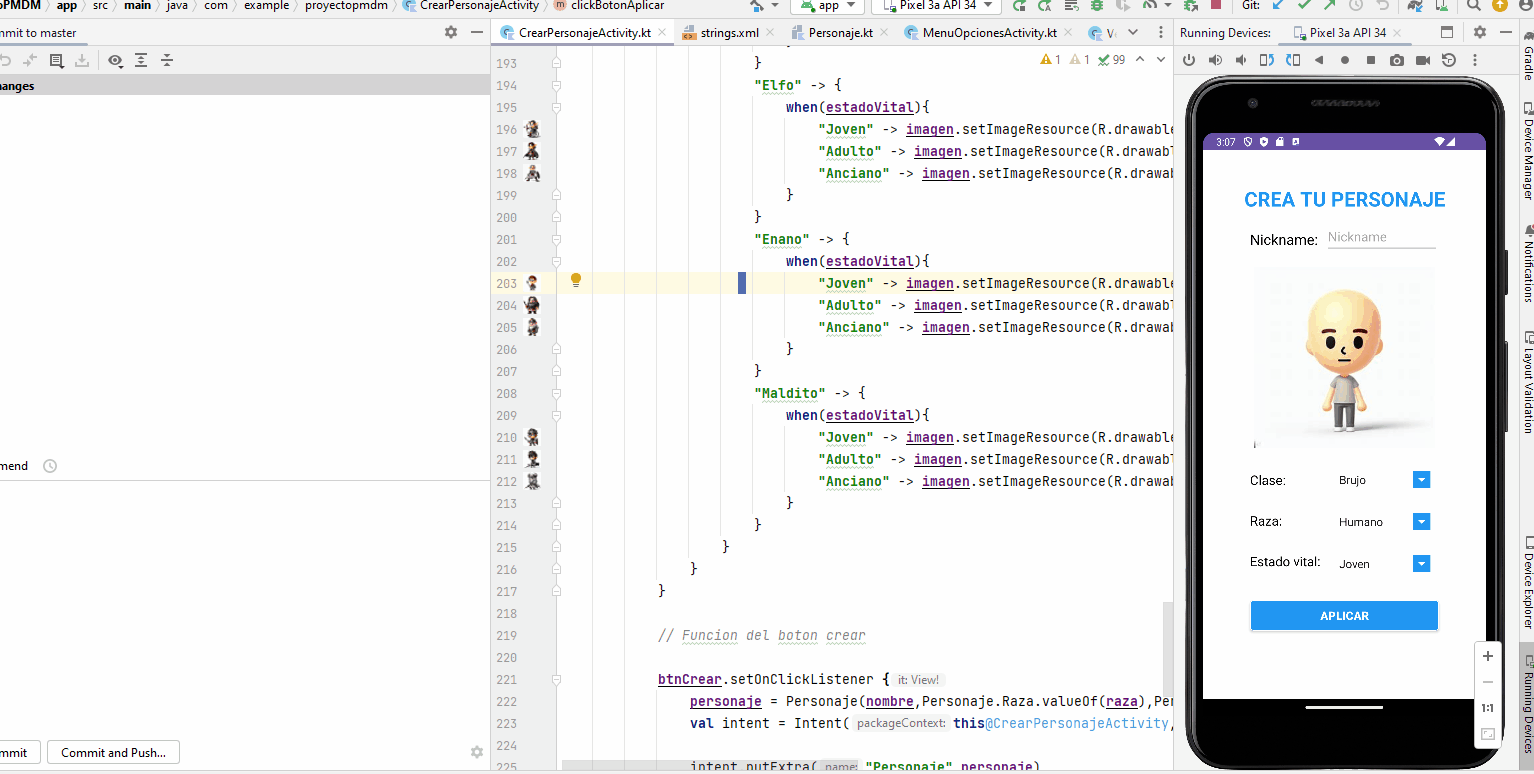 oPMDM app src main java com example proyectopmdm CrearPersonajeActivity clickBotonAplicar app Pixel 3a API 34 Git:
mmit to master
CrearPersonajeActivity.kt strings.xml Personaje.kt MenuOpcionesActivity.kt Running Devices: Pixel 3a API 34
anges
1 1 99
193 }
194 "Elfo" -> {
195 when(estadoVital){
196 "Joven" -> imagen.setImageResource(R.drawable
197 "Adulto" -> imagen.setImageResource(R.drawabl
198 "Anciano" -> imagen.setImageResource(R.drawa
199 }
200 }
201 "Enano" -> {
202 when(estadoVital){
203 "Joven" -> imagen.setImageResource(R.drawable
204 "Adulto" -> imagen.setImageResource(R.drawabl
205 "Anciano" -> imagen.setImageResource(R.drawa
206 }
207 }
208 "Maldito" -> {
209 when(estadoVital){
210 "Joven" -> imagen.setImageResource(R.drawable
211 "Adulto" -> imagen.setImageResource(R.drawabl
212 "Anciano" -> imagen.setImageResource(R.drawa
213 }
214 }
215 }
216 }
217 }
218
219 // Funcion del boton crear
220
221 btnCrear.setOnClickListener { it: View!
222 personaje = Personaje(nombre,Personaje.Raza.valueOf(raza),Per
223 val intent = Intent( packageContext: this@CrearPersonajeActivity,
224
225 intent.putExtra( name: "Personaje",personaje)
mend
mmit Commit and Push...
3:07
CREA TU PERSONAJE
Nickname: Nickname
Clase: Brujo
Raza: Humano
Estado vital: Joven
APLICAR
1:1
Gradle
Device Manager
Notifications
Layout Validation
Device Explorer
Running Devices